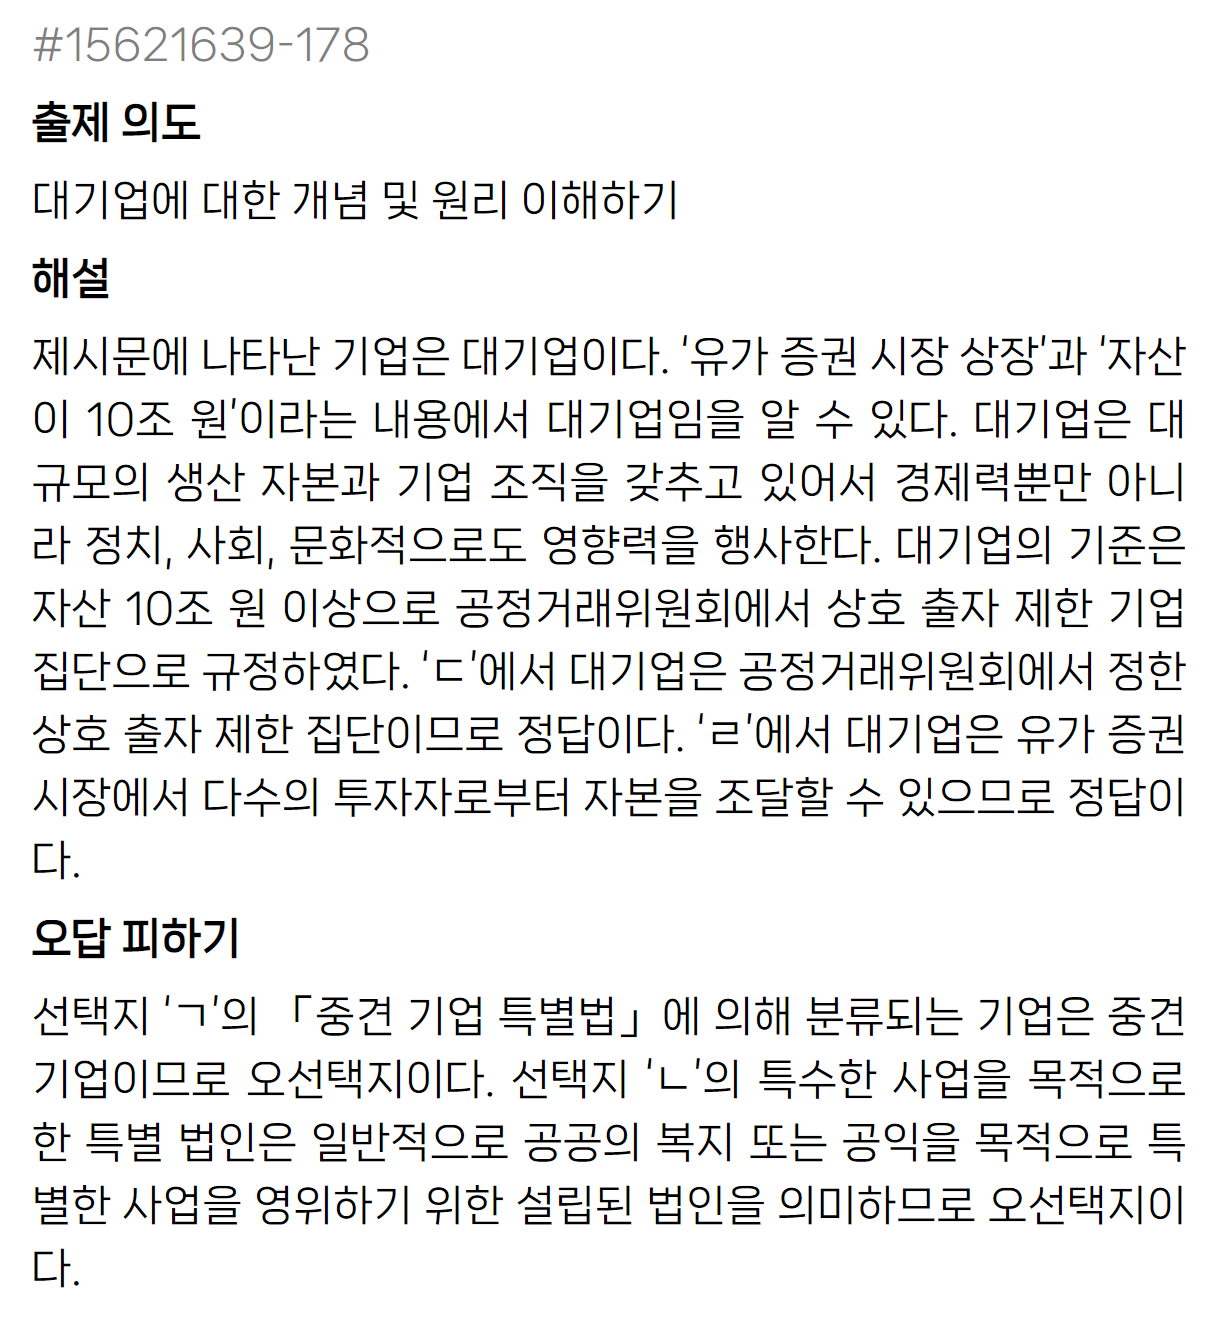 #15621639-178
출제 의도
대기업에 대한 개념 및 원리 이해하기
해설
제시문에 나타난 기업은 대기업이다. ‘유가 증권 시장 상장’과 ‘자산
이 10조 원’이라는 내용에서 대기업임을 알 수 있다. 대기업은 대
규모의 생산 자본과 기업 조직을 갖추고 있어서 경제력뿐만 아니
라 정치, 사회, 문화적으로도 영향력을 행사한다. 대기업의 기준은
자산 10조 원 이상으로 공정거래위원회에서 상호 출자 제한 기업
집단으로 규정하였다. ‘ㄷ’에서 대기업은 공정거래위원회에서 정한
상호 출자 제한 집단이므로 정답이다. ‘ㄹ’에서 대기업은 유가 증권
시장에서 다수의 투자자로부터 자본을 조달할 수 있으므로 정답이
다.
오답 피하기
선택지 ‘ㄱ’의 「중견 기업 특별법」에 의해 분류되는 기업은 중견
기업이므로 오선택지이다. 선택지 ‘ㄴ’의 특수한 사업을 목적으로
한 특별 법인은 일반적으로 공공의 복지 또는 공익을 목적으로 특
별한 사업을 영위하기 위한 설립된 법인을 의미하므로 오선택지이
다.